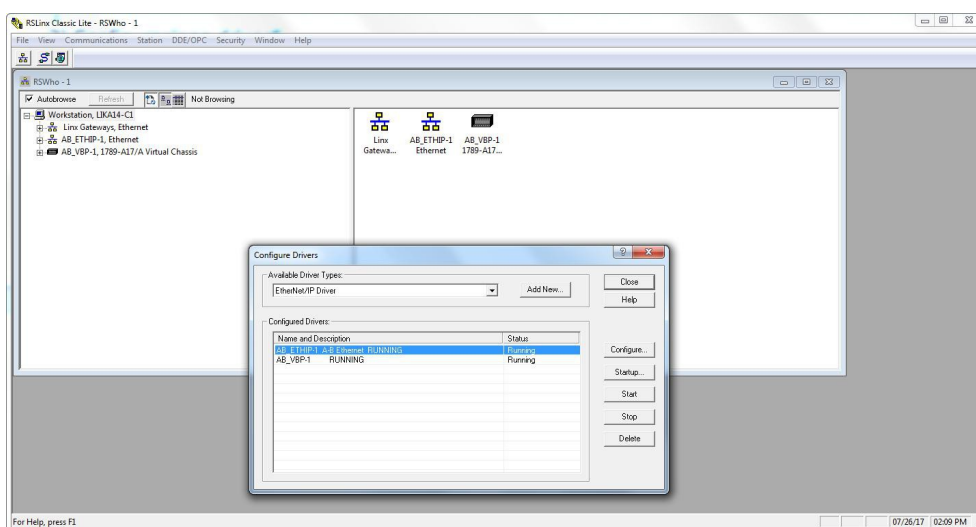 RSLinx Classic Lite - RSWho - 1
File View Communications Station DDE/OPC Security Window Help
RSWho - 1
Autobrowse Refresh Not Browsing
Workstation, LIKA14-C1
Linx Gateways, Ethernet
AB_ETHIP-1, Ethernet
AB_VBP-1, 1789-A17/A Virtual Chassis
Linx Gatewa...
AB_ETHIP-1 Ethernet
AB_VBP-1 1789-A17...
Configure Drivers
Available Driver Types:
EtherNet/IP Driver
Add New...
Close
Help
Configured Drivers:
Name and Description Status
AB_ETHIP-1 A-B Ethernet RUNNING Running
AB_VBP-1 RUNNING Running
Configure...
Startup...
Start
Stop
Delete
For Help, press F1
07/26/17 02:09 PM